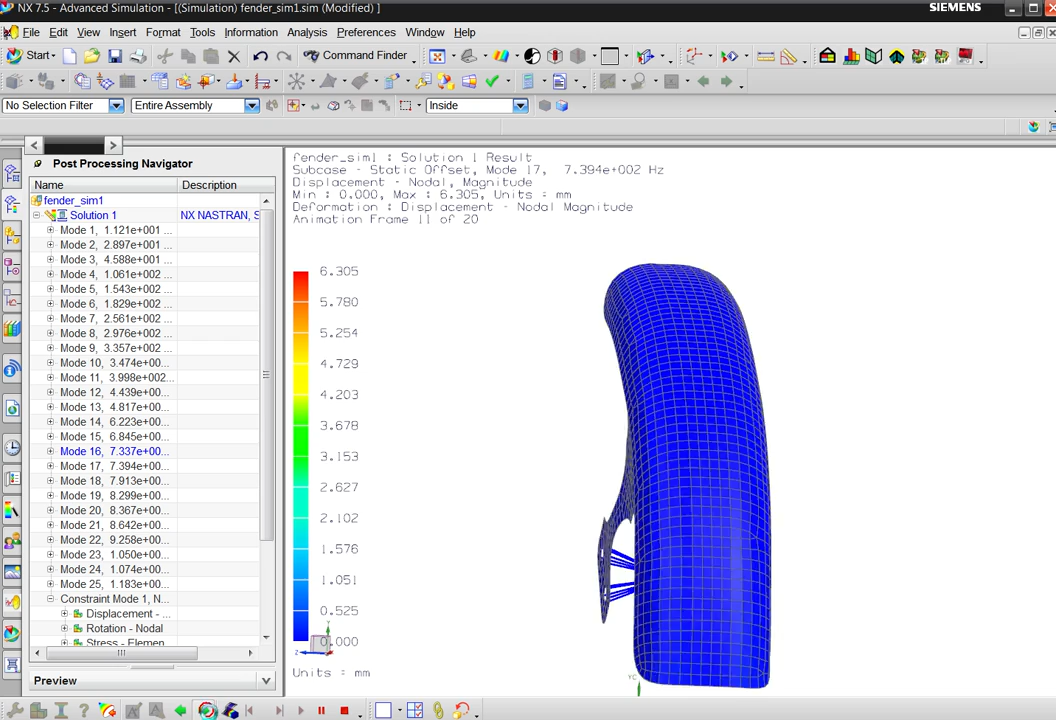 NX 7.5 - Advanced Simulation - [(Simulation) fender_sim1.sim (Modified) ]
SIEMENS
File Edit View Insert Format Tools Information Analysis Preferences Window Help
Start Command Finder
No Selection Filter Entire Assembly Inside
Post Processing Navigator
Name Description
fender_sim1
Solution 1 NX NASTRAN, S
Mode 1, 1.121e+001 ...
Mode 2, 2.897e+001 ...
Mode 3, 4.588e+001 ...
Mode 4, 1.061e+002 ...
Mode 5, 1.543e+002 ...
Mode 6, 1.829e+002 ...
Mode 7, 2.561e+002 ...
Mode 8, 2.976e+002 ...
Mode 9, 3.357e+002 ...
Mode 10, 3.474e+00...
Mode 11, 3.998e+002...
Mode 12, 4.439e+00...
Mode 13, 4.817e+00...
Mode 14, 6.223e+00...
Mode 15, 6.845e+00...
Mode 16, 7.337e+00...
Mode 17, 7.394e+00...
Mode 18, 7.913e+00...
Mode 19, 8.299e+00...
Mode 20, 8.367e+00...
Mode 21, 8.642e+00...
Mode 22, 9.258e+00...
Mode 23, 1.050e+00...
Mode 24, 1.074e+00...
Mode 25, 1.183e+00...
Constraint Mode 1, N...
Displacement - ...
Rotation - Nodal
Stress - Elemen
Preview
fender_sim1 : Solution 1 Result
Subcase - Static Offset, Mode 17, 7.394e+002 Hz
Displacement - Nodal, Magnitude
Min : 0.000, Max : 6.305, Units = mm
Deformation : Displacement - Nodal Magnitude
Animation Frame 11 of 20
6.305
5.780
5.254
4.729
4.203
3.678
3.153
2.627
2.102
1.576
1.051
0.525
0.000
Units = mm
Y
Z
YC